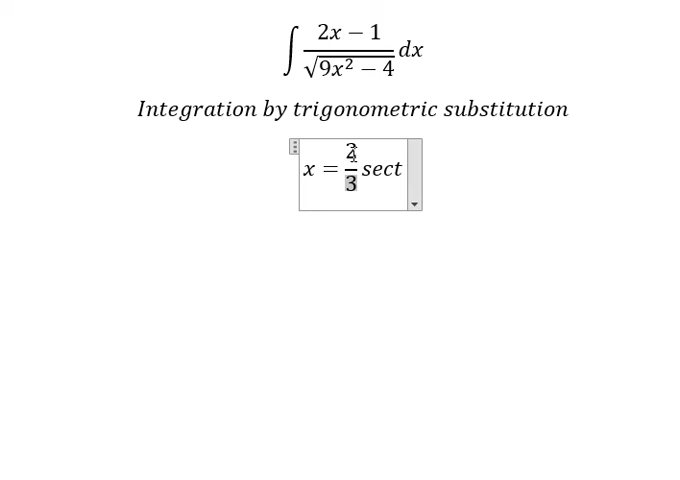 ∫ (2x − 1)/√(9x² − 4) dx
Integration by trigonometric substitution
x = 2/3 sect